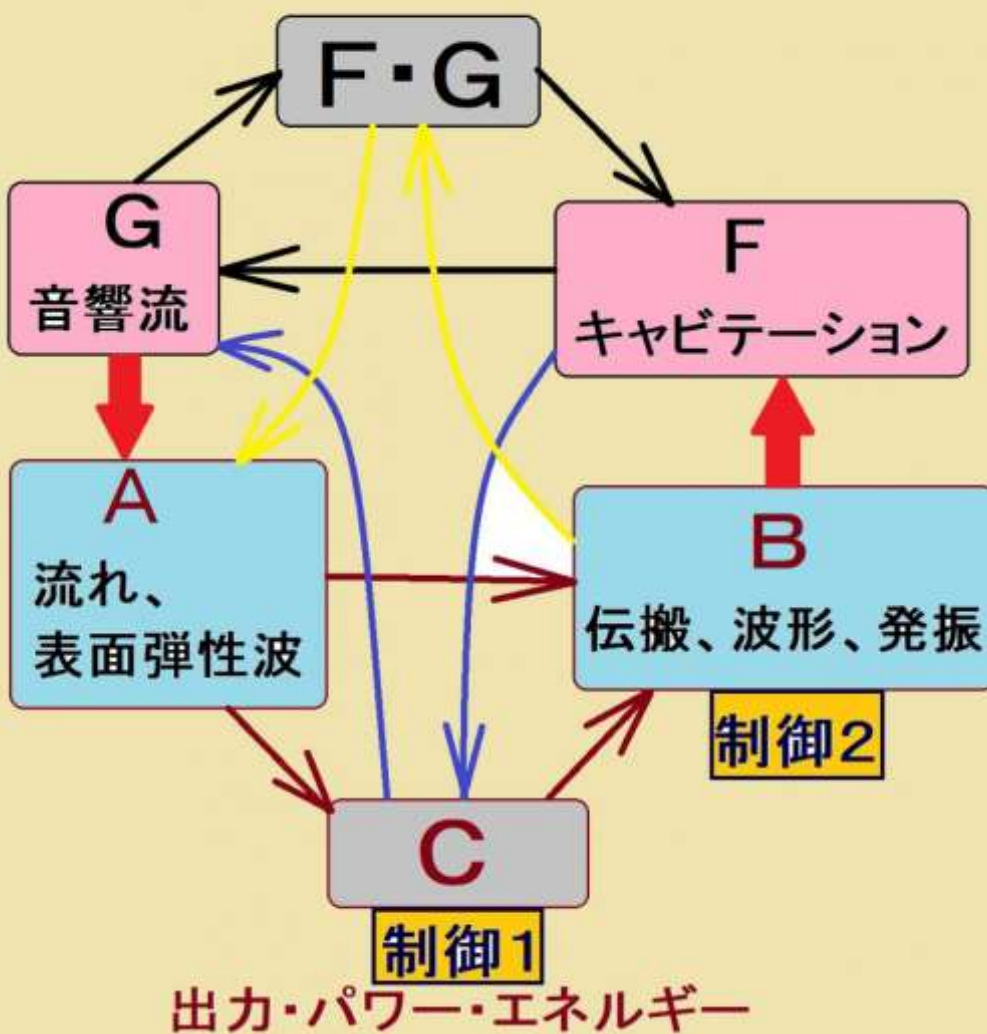 F・G
G
音響流
F
キャビテーション
A
流れ、
表面弾性波
B
伝搬、波形、発振
制御2
C
制御1
出力・パワー・エネルギー